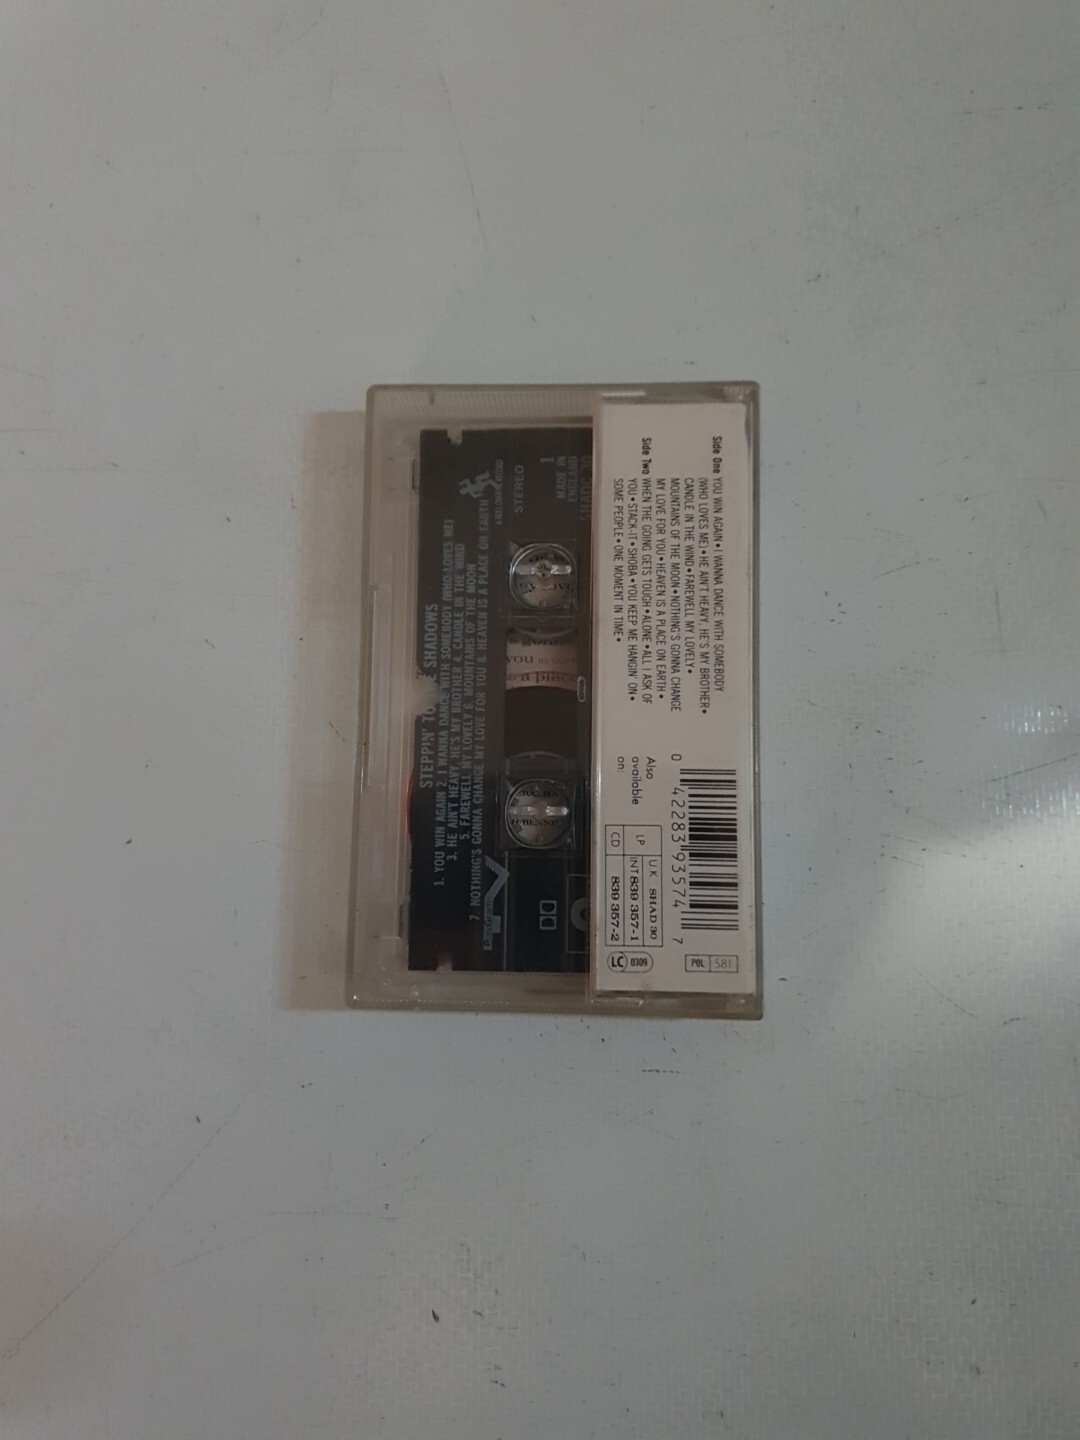 Side One YOU WIN AGAIN • I WANNA DANCE WITH SOMEBODY
(WHO LOVES ME) • HE AIN'T HEAVY, HE'S MY BROTHER •
CANDLE IN THE WIND • FAREWELL MY LOVELY •
MOUNTAINS OF THE MOON • NOTHING'S GONNA CHANGE
MY LOVE FOR YOU • HEAVEN IS A PLACE ON EARTH •
Side Two WHEN THE GOING GETS TOUGH • ALONE • ALL I ASK OF
YOU • STACK-IT • SHOBA • YOU KEEP ME HANGIN' ON •
SOME PEOPLE • ONE MOMENT IN TIME •
0 42283 93574 7
Also
available
on:
U.K. SHAD 30
LP INT 839 357-1
CD 839 357-2
POL 581
LC 0309
STEPPIN' TO SHADOWS
1. YOU WIN AGAIN 2. I WANNA DANCE WITH SOMEBODY (WHO LOVES ME)
3. HE AIN'T HEAVY, HE'S MY BROTHER 4. CANDLE IN THE WIND
5. FAREWELL MY LOVELY 6. MOUNTAINS OF THE MOON
7. NOTHING'S GONNA CHANGE MY LOVE FOR YOU 8. HEAVEN IS A PLACE ON EARTH
STEREO
1
MADE IN
ENGLAND